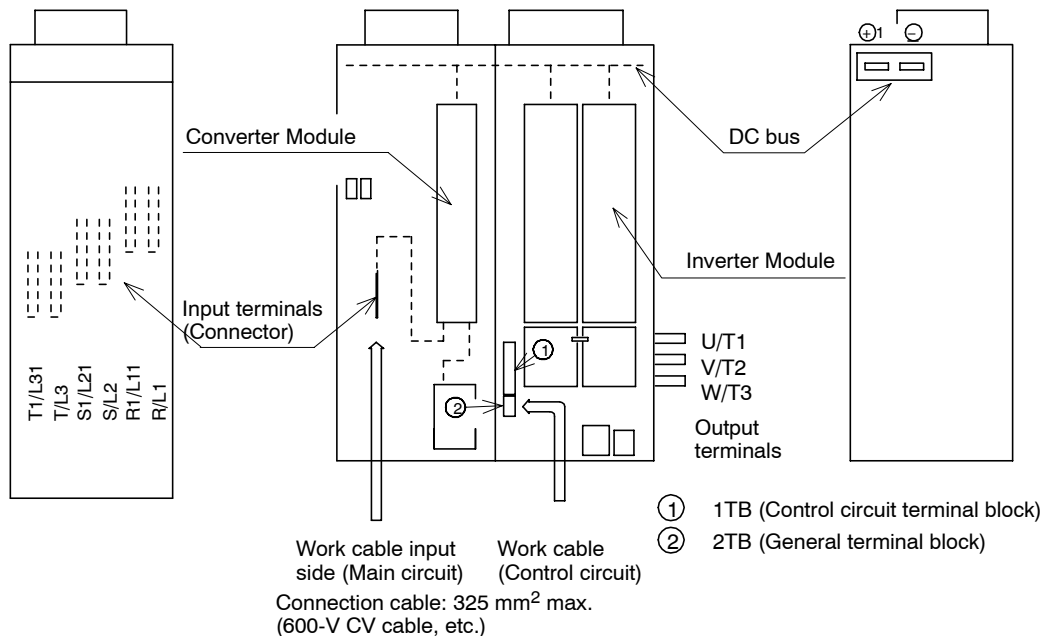 ⊕1 ⊖
Converter Module
DC bus
Inverter Module
Input terminals
(Connector)
T1/L31
T/L3
S1/L21
S/L2
R1/L11
R/L1
1
2
U/T1
V/T2
W/T3
Output
terminals
1 1TB (Control circuit terminal block)
2 2TB (General terminal block)
Work cable input
side (Main circuit)
Work cable
(Control circuit)
Connection cable: 325 mm² max.
(600-V CV cable, etc.)